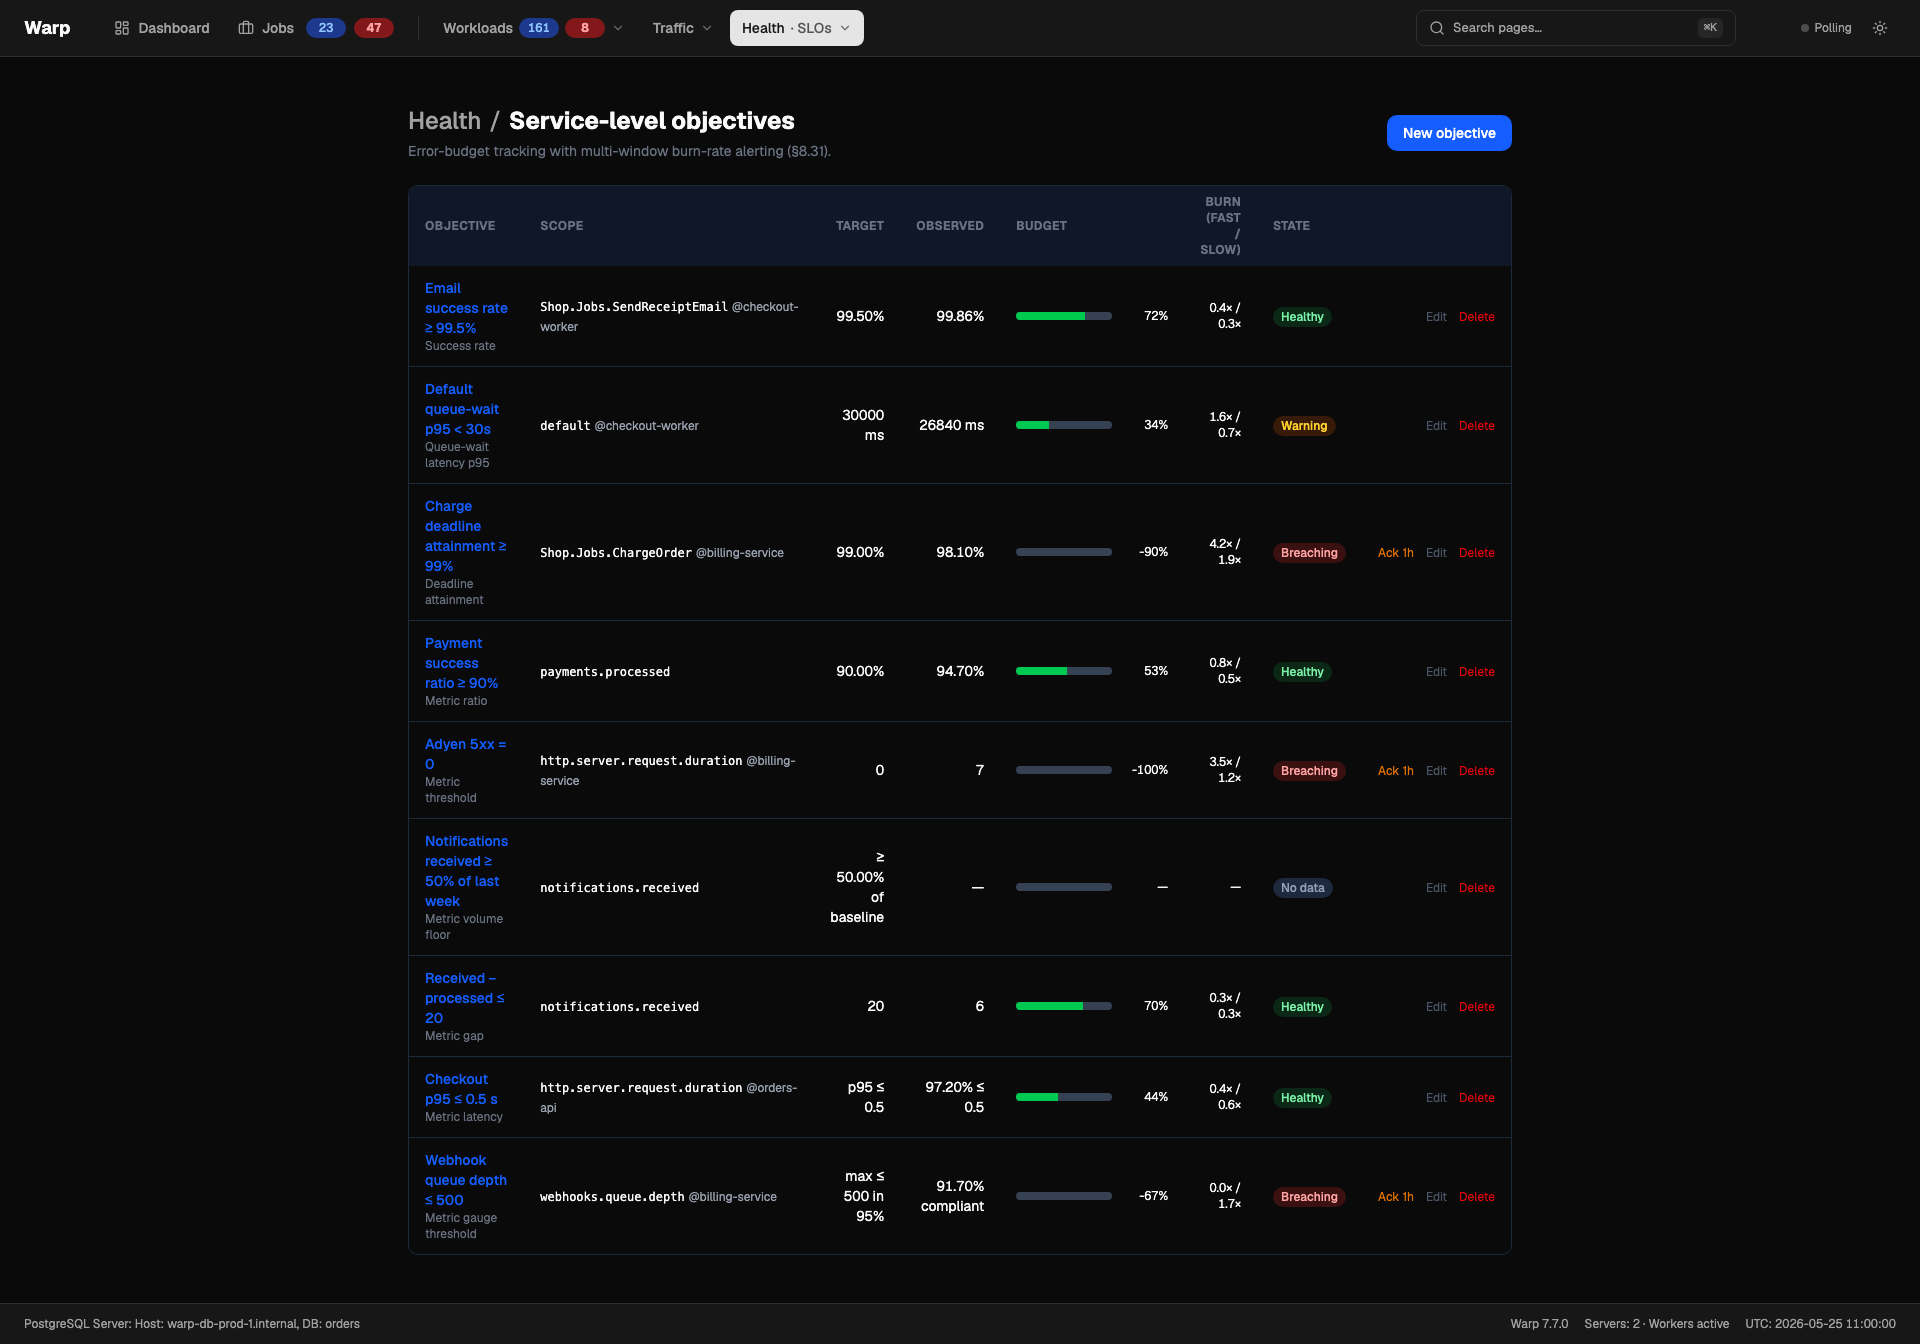 Warp Dashboard Jobs 23 47 Workloads 161 8 Traffic Health · SLOs Search pages... ⌘K Polling
Health / Service-level objectives
New objective
Error-budget tracking with multi-window burn-rate alerting (§8.31).
OBJECTIVE SCOPE TARGET OBSERVED BUDGET BURN (FAST / SLOW) STATE
Email
success rate
≥ 99.5%
Success rate
Shop.Jobs.SendReceiptEmail @checkout-
worker
99.50% 99.86% 72%
0.4× /
0.3×
Healthy Edit Delete
Default
queue-wait
p95 < 30s
Queue-wait
latency p95
default @checkout-worker
30000
ms
26840 ms 34%
1.6× /
0.7×
Warning Edit Delete
Charge
deadline
attainment ≥
99%
Deadline
attainment
Shop.Jobs.ChargeOrder @billing-service
99.00% 98.10% -90%
4.2× /
1.9×
Breaching Ack 1h Edit Delete
Payment
success
ratio ≥ 90%
Metric ratio
payments.processed
90.00% 94.70% 53%
0.8× /
0.5×
Healthy Edit Delete
Adyen 5xx =
0
Metric
threshold
http.server.request.duration @billing-
service
0 7 -100%
3.5× /
1.2×
Breaching Ack 1h Edit Delete
Notifications
received ≥
50% of last
week
Metric volume
floor
notifications.received
≥
50.00%
of
baseline
— — —
No data Edit Delete
Received −
processed ≤
20
Metric gap
notifications.received
20 6 70%
0.3× /
0.3×
Healthy Edit Delete
Checkout
p95 ≤ 0.5 s
Metric latency
http.server.request.duration @orders-
api
p95 ≤
0.5
97.20% ≤
0.5
44%
0.4× /
0.6×
Healthy Edit Delete
Webhook
queue depth
≤ 500
Metric gauge
threshold
webhooks.queue.depth @billing-service
max ≤
500 in
95%
91.70%
compliant
-67%
0.0× /
1.7×
Breaching Ack 1h Edit Delete
PostgreSQL Server: Host: warp-db-prod-1.internal, DB: orders Warp 7.7.0 Servers: 2 · Workers active UTC: 2026-05-25 11:00:00